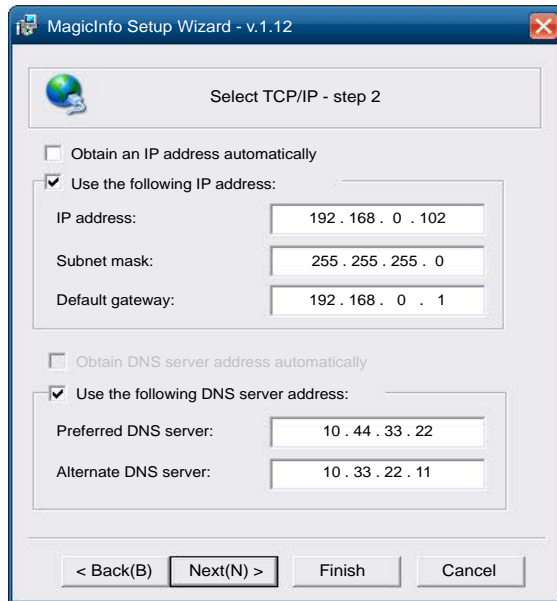 MagicInfo Setup Wizard - v.1.12
Select TCP/IP - step 2
Obtain an IP address automatically
Use the following IP address:
IP address: 192 . 168 . 0 . 102
Subnet mask: 255 . 255 . 255 . 0
Default gateway: 192 . 168 . 0 . 1
Obtain DNS server address automatically
Use the following DNS server address:
Preferred DNS server: 10 . 44 . 33 . 22
Alternate DNS server: 10 . 33 . 22 . 11
< Back(B) Next(N) > Finish Cancel